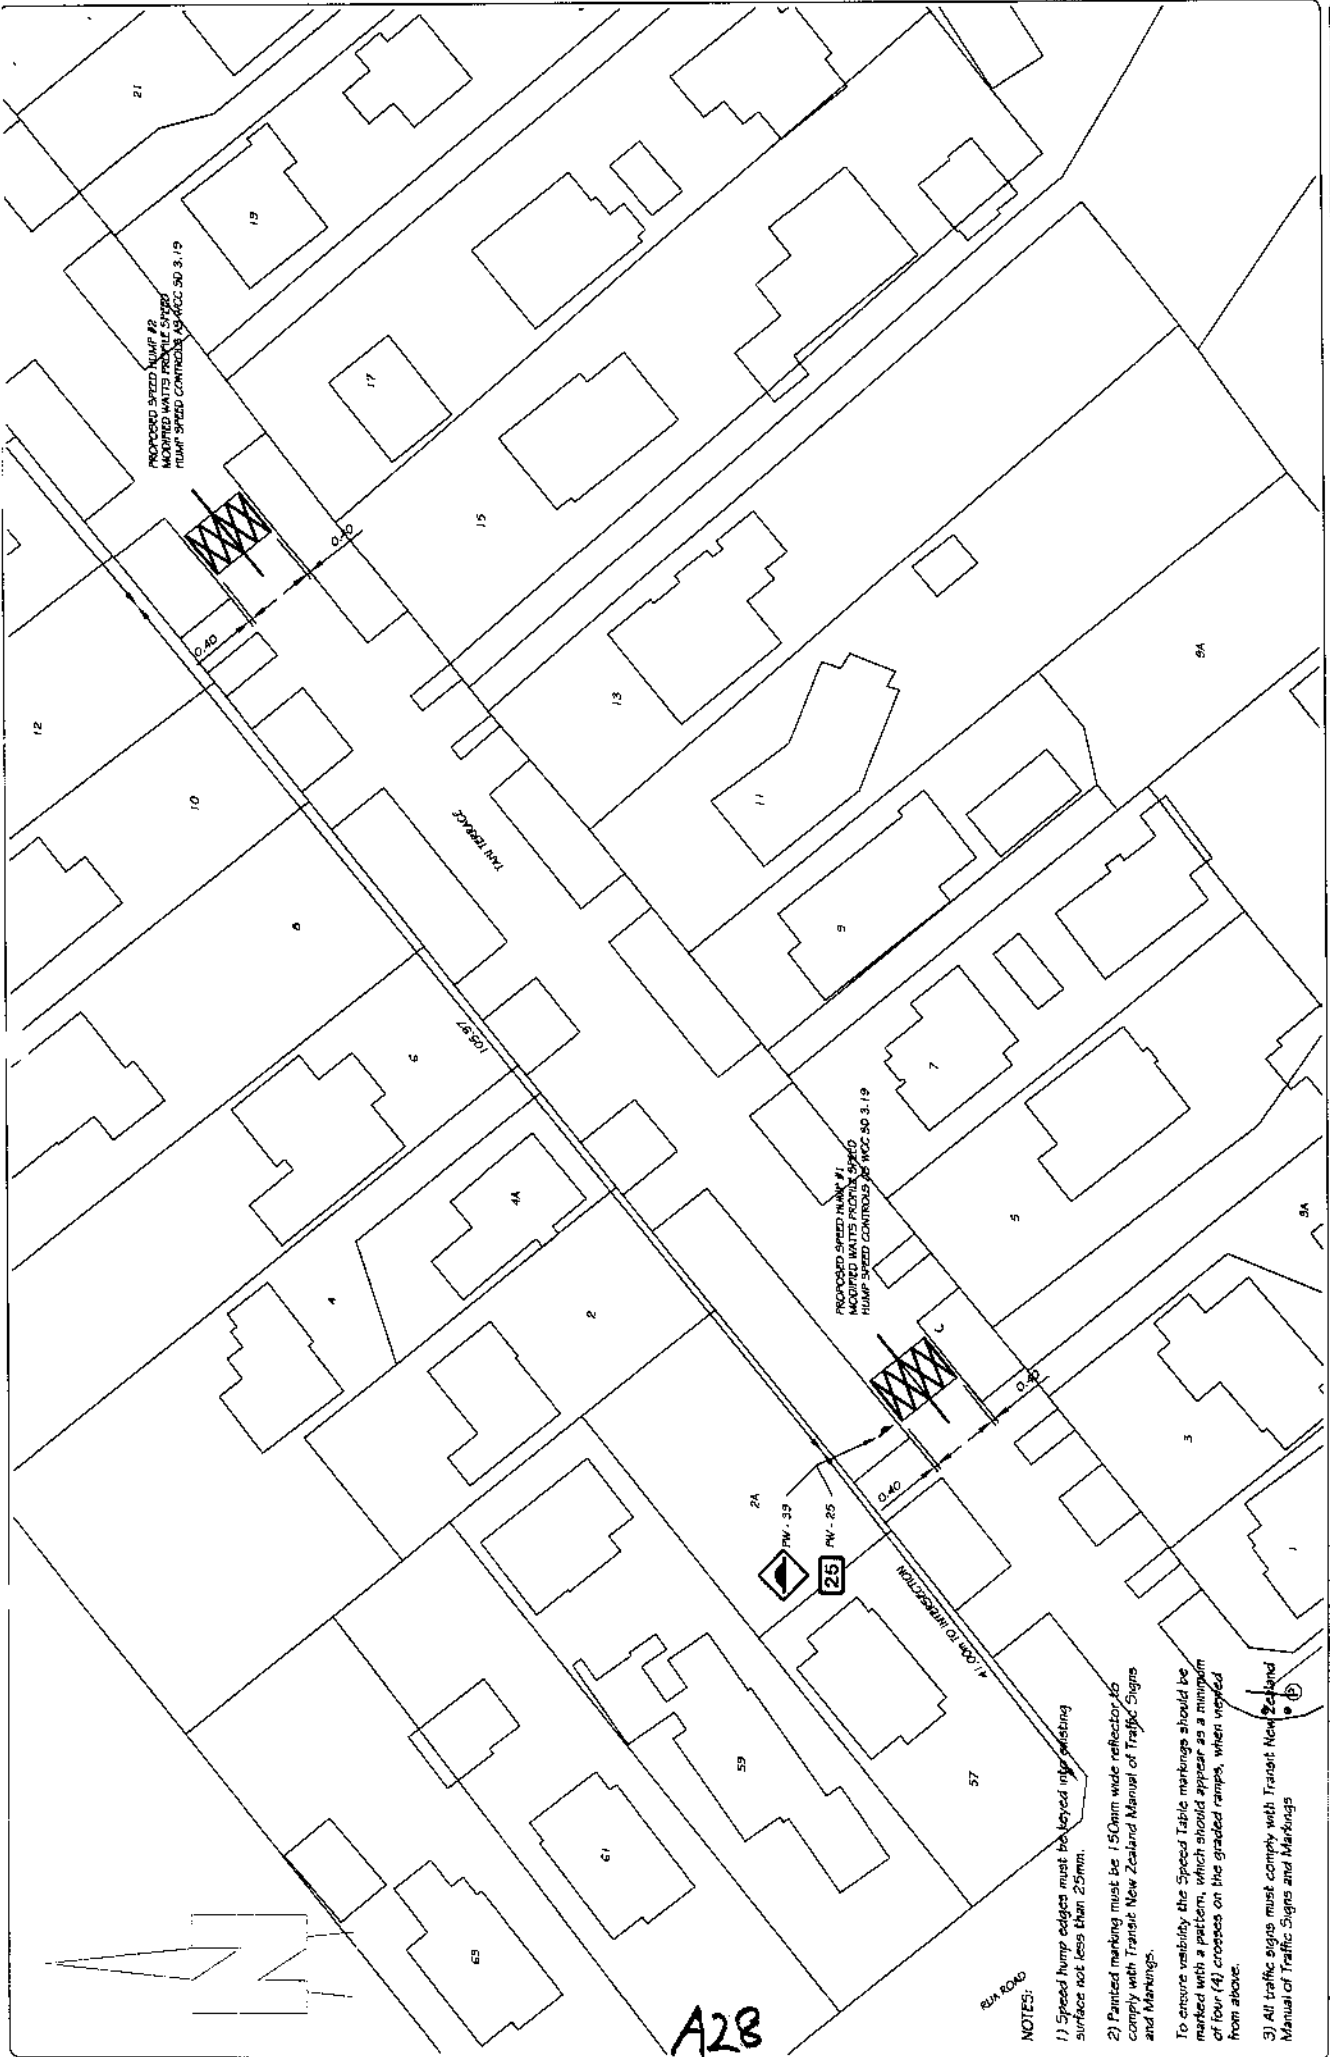 21
19
PROPOSED SPEED HUMP #2
MODIFIED WATTS PROFILE SPEED
HUMP SPEED CONTROLS AS WCC SD 3.19
17
15
0.40
0.40
12
10
13
9A
11
TANI TERRACE
8
9
105.97
6
7
PROPOSED SPEED HUMP #1
MODIFIED WATTS PROFILE SPEED
HUMP SPEED CONTROLS AS WCC SD 3.19
4A
5
4
2
0.40
3
2A
PW - 39
25
PW - 25
0.40
1
41.00m TO INTERSECTION
57
59
61
63
RUA ROAD
NOTES:
1) Speed hump edges must be keyed into existing
surface not less than 25mm.
2) Painted marking must be 150mm wide reflector to
comply with Transit New Zealand Manual of Traffic Signs
and Markings.
To ensure visibility the Speed Table markings should be
marked with a pattern, which should appear as a minimum
of four (4) crosses on the graded ramps, when viewed
from above.
3) All traffic signs must comply with Transit New Zealand
Manual of Traffic Signs and Markings
A28